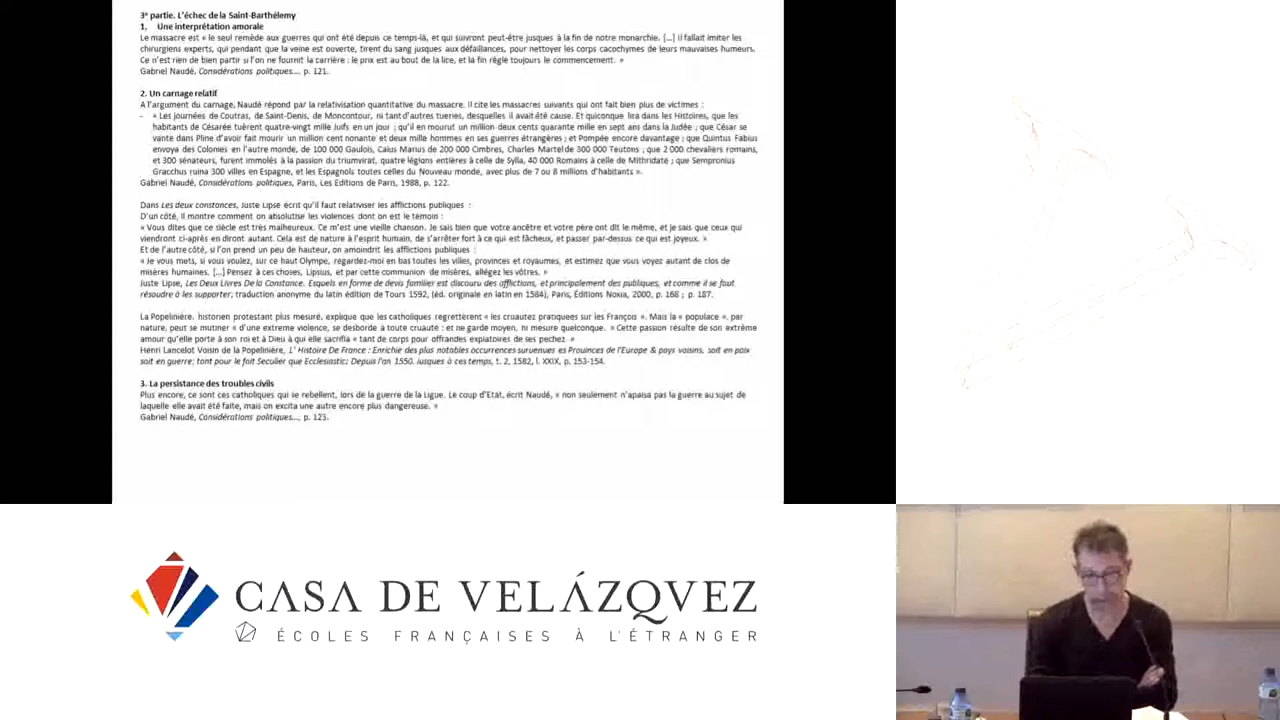 3e partie. L'échec de la Saint-Barthélemy
1. Une interprétation amorale
Le massacre est « le seul remède aux guerres qui ont été depuis ce temps-là, et qui suivront peut-être jusques à la fin de notre monarchie. [...] Il fallait imiter les
chirurgiens experts, qui pendant que la veine est ouverte, tirent du sang jusques aux défaillances, pour nettoyer les corps cacochymes de leurs mauvaises humeurs.
Ce n'est rien de bien partir si l'on ne fournit la carrière : le prix est au bout de la lice, et la fin règle toujours le commencement. »
Gabriel Naudé, Considérations politiques..., p. 121.
2. Un carnage relatif
A l'argument du carnage, Naudé répond par la relativisation quantitative du massacre. Il cite les massacres suivants qui ont fait bien plus de victimes :
- « Les journées de Coutras, de Saint-Denis, de Moncontour, ni tant d'autres tueries, desquelles il avait été cause. Et quiconque lira dans les Histoires, que les
habitants de Césarée tuèrent quatre-vingt mille Juifs en un jour ; qu'il en mourut un million deux cents quarante mille en sept ans dans la Judée ; que César se
vante dans Pline d'avoir fait mourir un million cent nonante et deux mille hommes en ses guerres étrangères ; et Pompée encore davantage ; que Quintus Fabius
envoya des Colonies en l'autre monde, de 100 000 Gaulois, Caius Marius de 200 000 Cimbres, Charles Martel de 300 000 Teutons ; que 2 000 chevaliers romains,
et 300 sénateurs, furent immolés à la passion du triumvirat, quatre légions entières à celle de Sylla, 40 000 Romains à celle de Mithridate ; que Sempronius
Gracchus ruina 300 villes en Espagne, et les Espagnols toutes celles du Nouveau monde, avec plus de 7 ou 8 millions d'habitants ».
Gabriel Naudé, Considérations politiques, Paris, Les Editions de Paris, 1988, p. 122.
Dans Les deux constances, Juste Lipse écrit qu'il faut relativiser les afflictions publiques :
D'un côté, il montre comment on absolutise les violences dont on est le témoin :
« Vous dites que ce siècle est très malheureux. Ce m'est une vieille chanson. Je sais bien que votre ancêtre et votre père ont dit le même, et je sais que ceux qui
viendront ci-après en diront autant. Cela est de nature à l'esprit humain, de s'arrêter fort à ce qui est fâcheux, et passer par-dessus ce qui est joyeux. »
Et de l'autre côté, si l'on prend un peu de hauteur, on amoindrit les afflictions publiques :
« Je vous mets, si vous voulez, sur ce haut Olympe, regardez-moi en bas toutes les villes, provinces et royaumes, et estimez que vous voyez autant de clos de
misères humaines. [...] Pensez à ces choses, Lipsius, et par cette communion de misères, allégez les vôtres. »
Juste Lipse, Les Deux Livres De la Constance. Esquels en forme de devis familier est discouru des afflictions, et principalement des publiques, et comme il se faut
résoudre à les supporter; traduction anonyme du latin édition de Tours 1592, (éd. originale en latin en 1584), Paris, Éditions Noxia, 2000, p. 168 ; p. 187.
La Popelinière, historien protestant plus mesuré, explique que les catholiques regrettèrent « les cruautez pratiquees sur les François ». Mais la « populace », par
nature, peut se mutiner « d'une extreme violence, se desborde à toute cruauté : et ne garde moyen, ni mesure quelconque. » Cette passion résulte de son extrême
amour qu'elle porte à son roi et à Dieu à qui elle sacrifia « tant de corps pour offrandes expiatoires de ses pechez ».
Henri Lancelot Voisin de la Popelinière, L' Histoire De France : Enrichie des plus notables occurrences suruenues es Prouinces de l'Europe & pays voisins, soit en paix
soit en guerre; tant pour le fait Seculier que Ecclesiastic; Depuis l'an 1550. iusques à ces temps, t. 2, 1582, l. XXIX, p. 153-154.
3. La persistance des troubles civils
Plus encore, ce sont ces catholiques qui se rebellent, lors de la guerre de la Ligue. Le coup d'Etat, écrit Naudé, « non seulement n'apaisa pas la guerre au sujet de
laquelle elle avait été faite, mais on excita une autre encore plus dangereuse. »
Gabriel Naudé, Considérations politiques..., p. 123.
CASA DE VELÁZQVEZ
ÉCOLES FRANÇAISES À L'ÉTRANGER